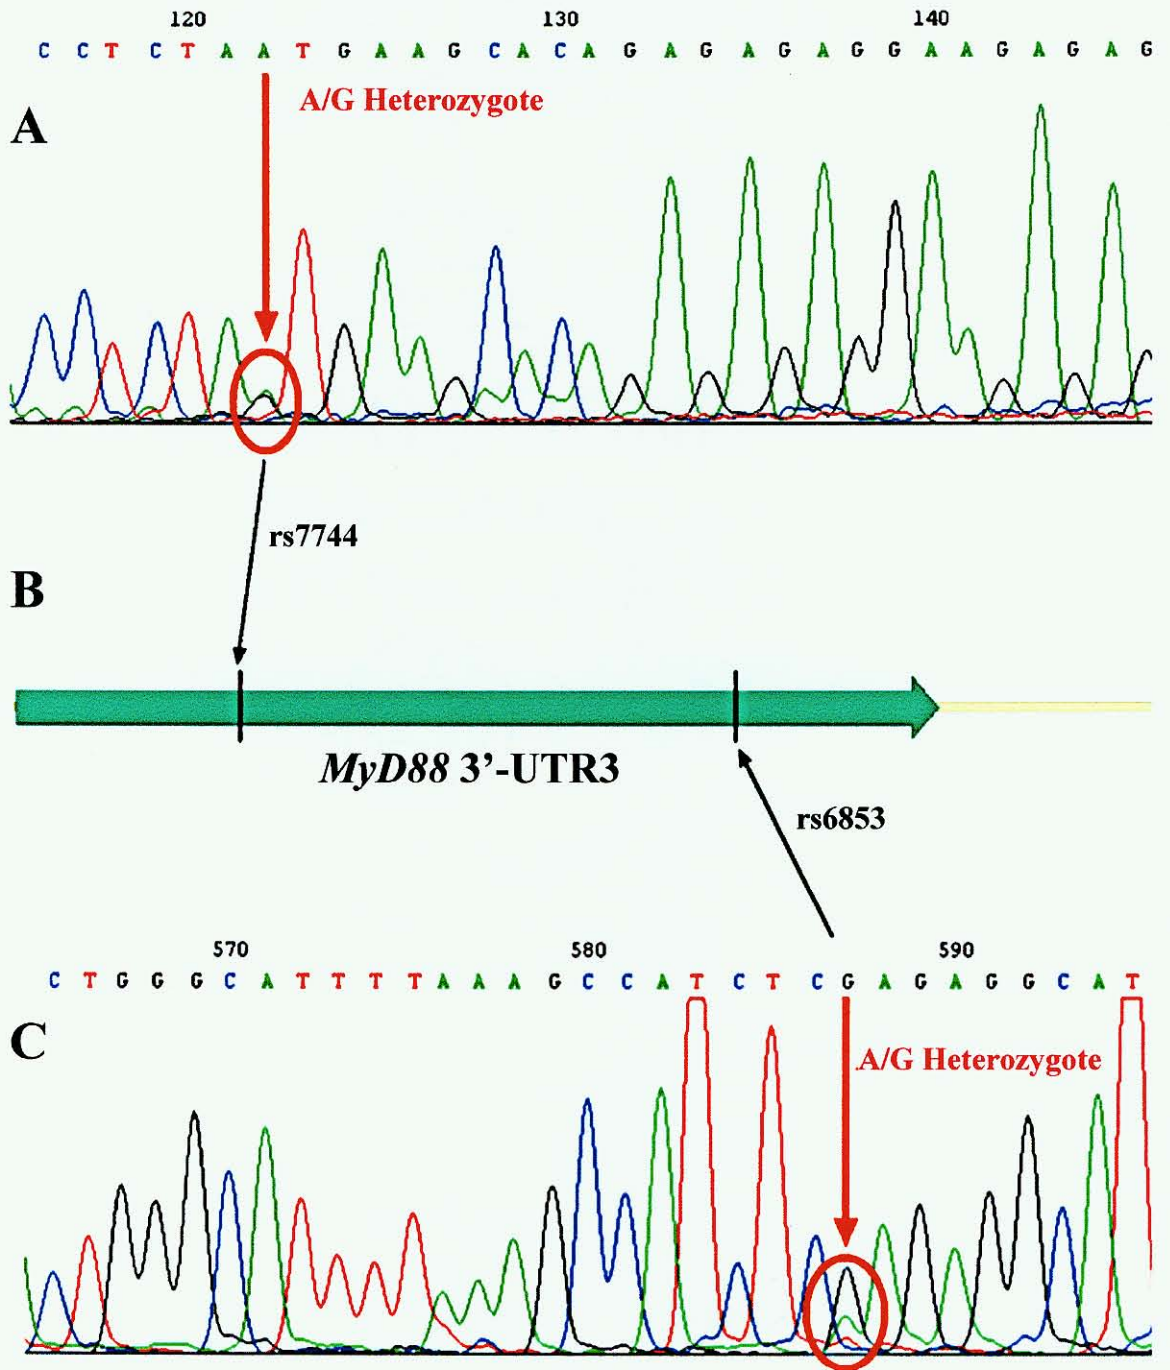 120 130 140
C C T C T A A T G A A G C A C A G A G A G A G G A A G A G A G
A/G Heterozygote
A
rs7744
B
MyD88 3’-UTR3
rs6853
570 580 590
C T G G G C A T T T T A A A G C C A T C T C G A G A G G C A T
C
A/G Heterozygote